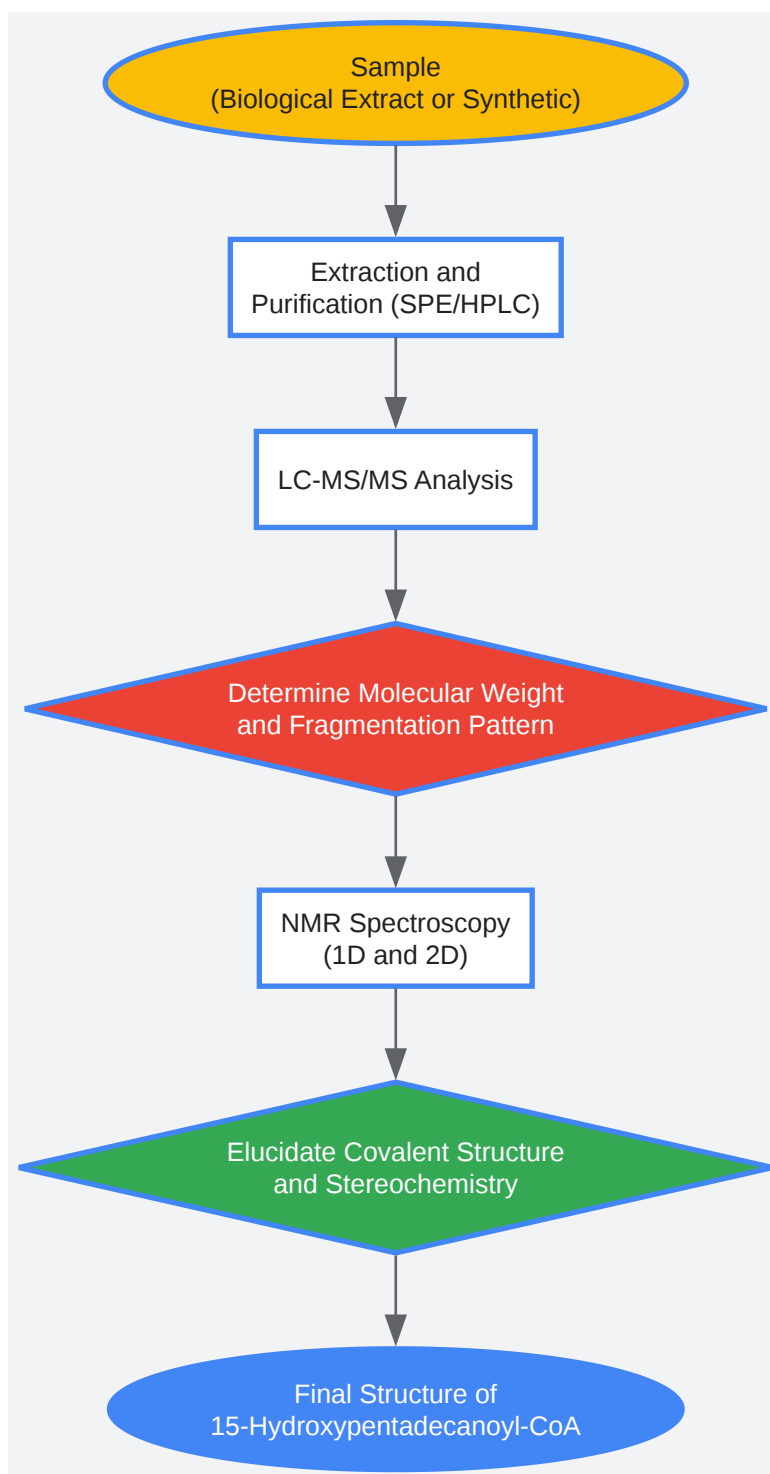 Sample
(Biological Extract or Synthetic)
Extraction and
Purification (SPE/HPLC)
LC-MS/MS Analysis
Determine Molecular Weight
and Fragmentation Pattern
NMR Spectroscopy
(1D and 2D)
Elucidate Covalent Structure
and Stereochemistry
Final Structure of
15-Hydroxypentadecanoyl-CoA